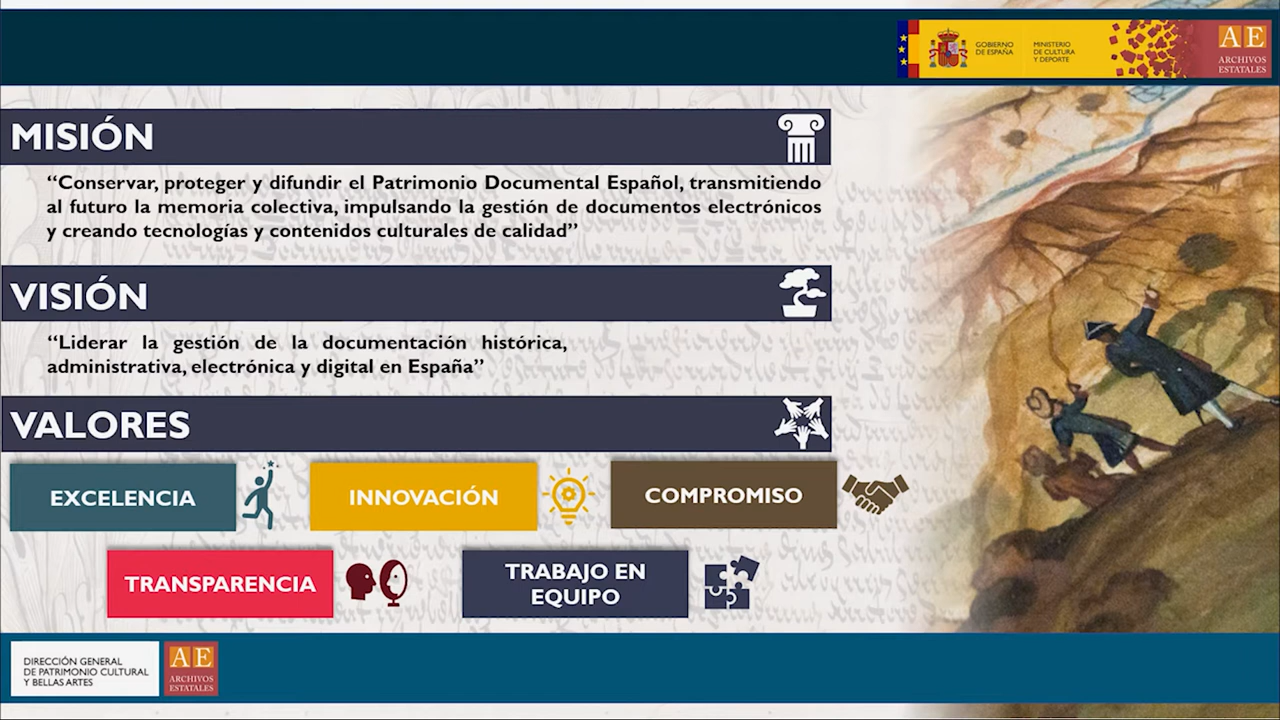 GOBIERNO
DE ESPAÑA
MINISTERIO
DE CULTURA
Y DEPORTE
AE
ARCHIVOS
ESTATALES
MISIÓN
“Conservar, proteger y difundir el Patrimonio Documental Español, transmitiendo
al futuro la memoria colectiva, impulsando la gestión de documentos electrónicos
y creando tecnologías y contenidos culturales de calidad”
VISIÓN
“Liderar la gestión de la documentación histórica,
administrativa, electrónica y digital en España”
VALORES
EXCELENCIA
INNOVACIÓN
COMPROMISO
TRANSPARENCIA
TRABAJO EN
EQUIPO
DIRECCIÓN GENERAL
DE PATRIMONIO CULTURAL
Y BELLAS ARTES
AE
ARCHIVOS
ESTATALES